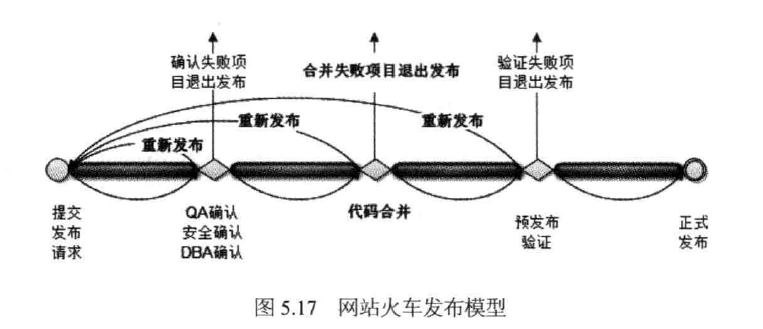 确认失败项
目退出发布
合并失败项目退出发布
验证失败项
目退出发布
重新发布
重新发布
重新发布
提交
发布
请求
QA确认
安全确认
DBA确认
代码合并
预发布
验证
正式
发布
图 5.17 网站火车发布模型